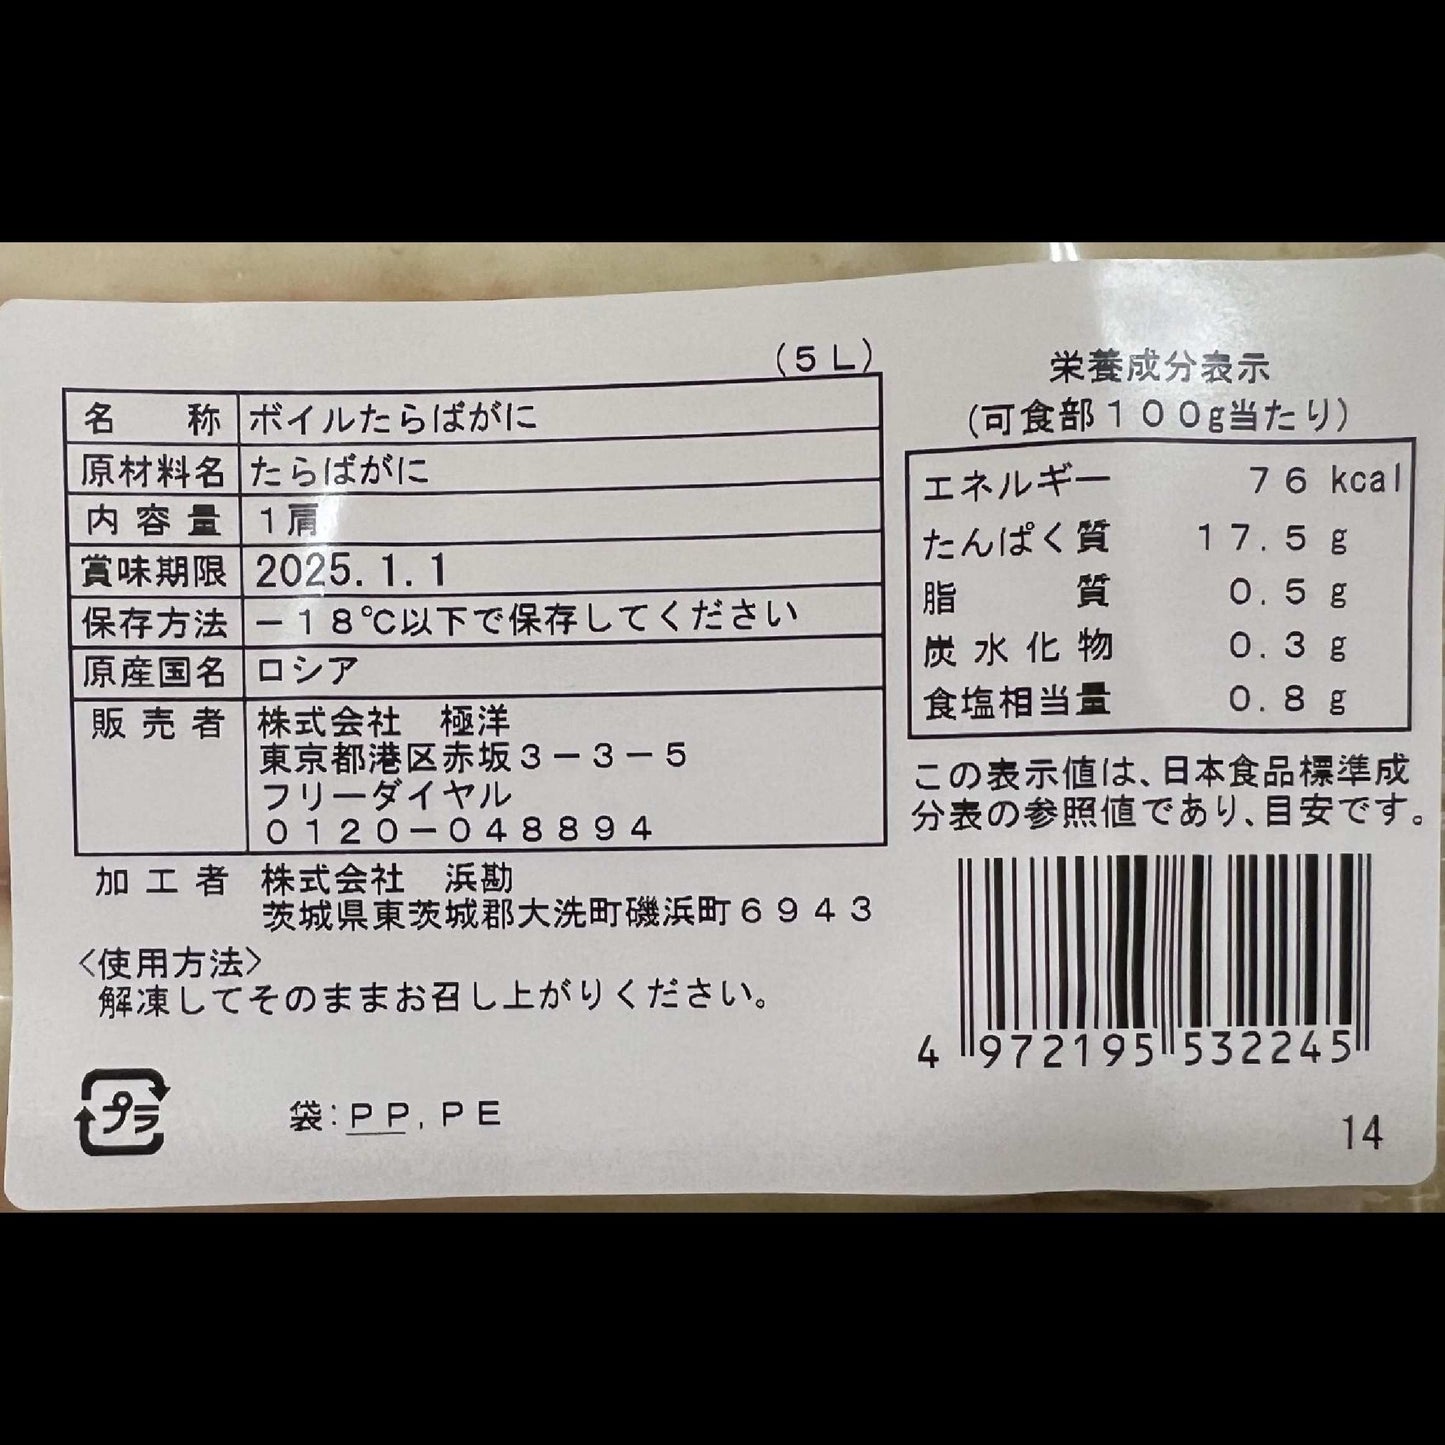 (5L)
名称 ボイルたらばがに
原材料名 たらばがに
内容量 1肩
賞味期限 2025.1.1
保存方法 -18℃以下で保存してください
原産国名 ロシア
販売者 株式会社 極洋
東京都港区赤坂3-3-5
フリーダイヤル
0120-048894
加工者 株式会社 浜勘
茨城県東茨城郡大洗町磯浜町6943
<使用方法>
解凍してそのままお召し上がりください。
プラ
袋:PP,PE
栄養成分表示
(可食部100g当たり)
エネルギー 76 kcal
たんぱく質 17.5 g
脂質 0.5 g
炭水化物 0.3 g
食塩相当量 0.8 g
この表示値は、日本食品標準成
分表の参照値であり、目安です。
4 972195 532245
14